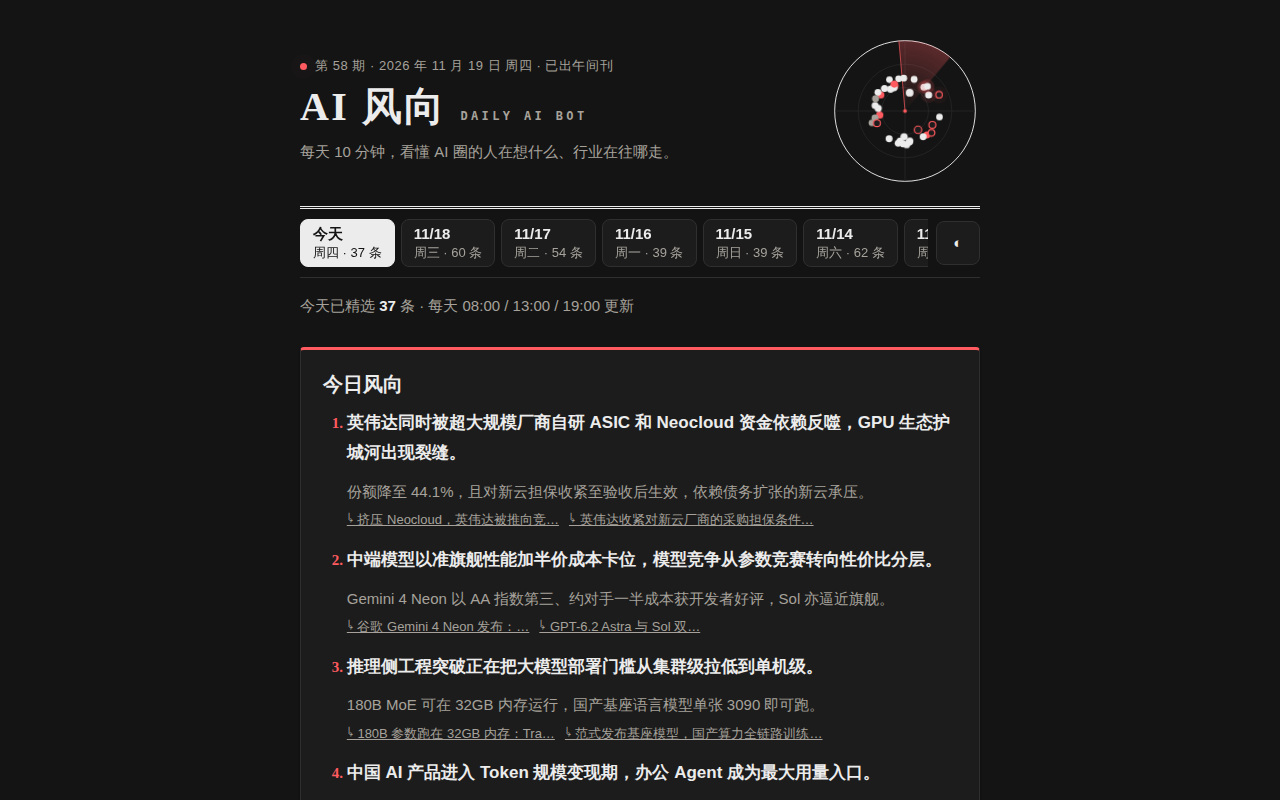 第 58 期 · 2026 年 11 月 19 日 周四 · 已出午间刊
AI 风向 DAILY AI BOT
每天 10 分钟，看懂 AI 圈的人在想什么、行业在往哪走。
今天 11/18 11/17 11/16 11/15 11/14
周四 · 37 条 周三 · 60 条 周二 · 54 条 周一 · 39 条 周日 · 39 条 周六 · 62 条 周
今天已精选 37 条 · 每天 08:00 / 13:00 / 19:00 更新
今日风向
1. 英伟达同时被超大规模厂商自研 ASIC 和 Neocloud 资金依赖反噬，GPU 生态护
城河出现裂缝。
份额降至 44.1%，且对新云担保收紧至验收后生效，依赖债务扩张的新云承压。
↳ 挤压 Neocloud，英伟达被推向竞… ↳ 英伟达收紧对新云厂商的采购担保条件…
2. 中端模型以准旗舰性能加半价成本卡位，模型竞争从参数竞赛转向性价比分层。
Gemini 4 Neon 以 AA 指数第三、约对手一半成本获开发者好评，Sol 亦逼近旗舰。
↳ 谷歌 Gemini 4 Neon 发布：… ↳ GPT-6.2 Astra 与 Sol 双…
3. 推理侧工程突破正在把大模型部署门槛从集群级拉低到单机级。
180B MoE 可在 32GB 内存运行，国产基座语言模型单张 3090 即可跑。
↳ 180B 参数跑在 32GB 内存：Tra… ↳ 范式发布基座模型，国产算力全链路训练…
4. 中国 AI 产品进入 Token 规模变现期，办公 Agent 成为最大用量入口。